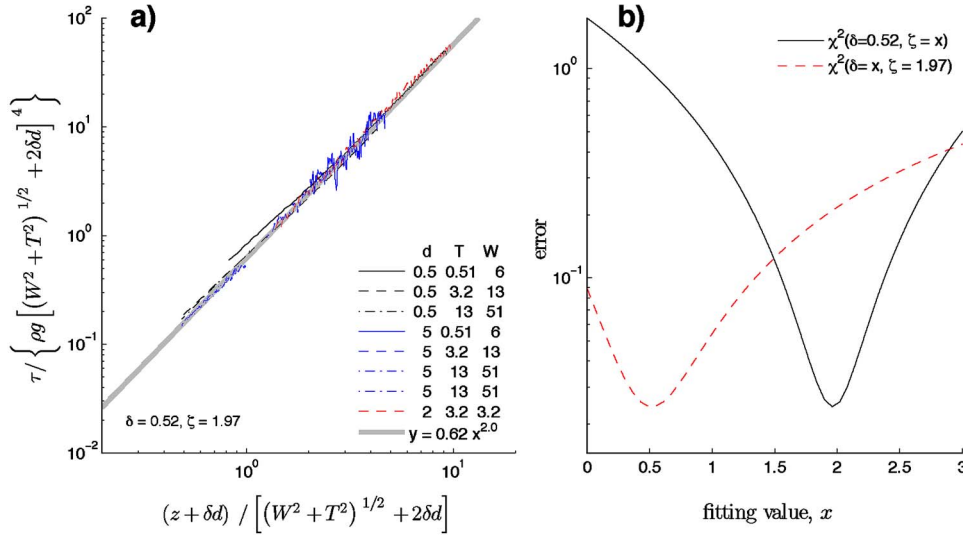 a)
10^2
10^1
10^0
10^-1
10^-2
τ / { ρg [ (W^2 + T^2)^1/2 + 2δd ]^4 }
d T W
0.5 0.51 6
0.5 3.2 13
0.5 13 51
5 0.51 6
5 3.2 13
5 13 51
5 13 51
2 3.2 3.2
y = 0.62 x^2.0
δ = 0.52, ζ = 1.97
10^0 10^1
(z + δd) / [ (W^2 + T^2)^1/2 + 2δd ]
b)
χ^2(δ=0.52, ζ = x)
χ^2(δ= x, ζ = 1.97)
10^0
10^-1
error
0 0.5 1 1.5 2 2.5 3
fitting value, x